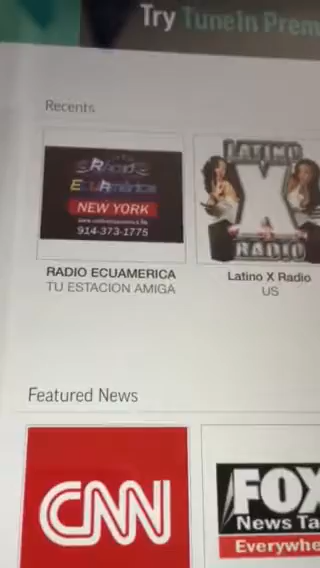 Try TuneIn Prem
Recents
Radio
EcuAmérica
NEW YORK
914-373-1775
LATINO
X
RADIO
RADIO ECUAMERICA
TU ESTACION AMIGA
Latino X Radio
US
Featured News
CNN
FOX
News Ta
Everywhe